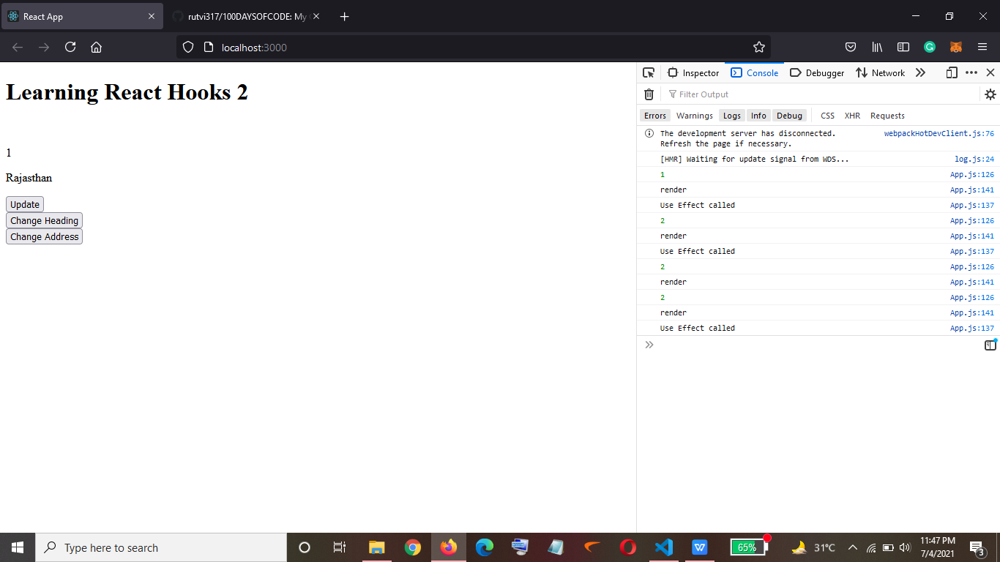 React App
rutvi317/100DAYSOFCODE: My
localhost:3000
Learning React Hooks 2
1
Rajasthan
Update
Change Heading
Change Address
Inspector Console Debugger Network
Filter Output
Errors Warnings Logs Info Debug CSS XHR Requests
The development server has disconnected. webpackHotDevClient.js:76
Refresh the page if necessary.
[HMR] Waiting for update signal from WDS... log.js:24
1 App.js:126
render App.js:141
Use Effect called App.js:137
2 App.js:126
render App.js:141
Use Effect called App.js:137
2 App.js:126
render App.js:141
2 App.js:126
render App.js:141
Use Effect called App.js:137
Type here to search
65%
31°C
11:47 PM
7/4/2021
3